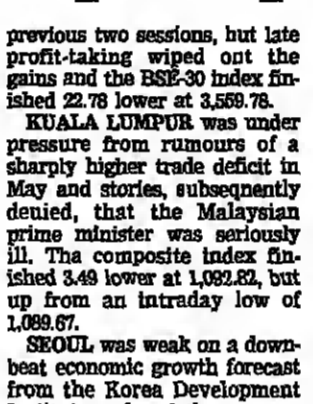 previous two sessions, but late
profit-taking wiped out the
gains and the BSE-30 index fin-
ished 22.78 lower at 3,559.78.
KUALA LUMPUR was under
pressure from rumours of a
sharply higher trade deficit in
May and stories, subsequently
denied, that the Malaysian
prime minister was seriously
ill. The composite index fin-
ished 3.49 lower at 1,092.82, but
up from an intraday low of
1,089.67.
SEOUL was weak on a down-
beat economic growth forecast
from the Korea Development